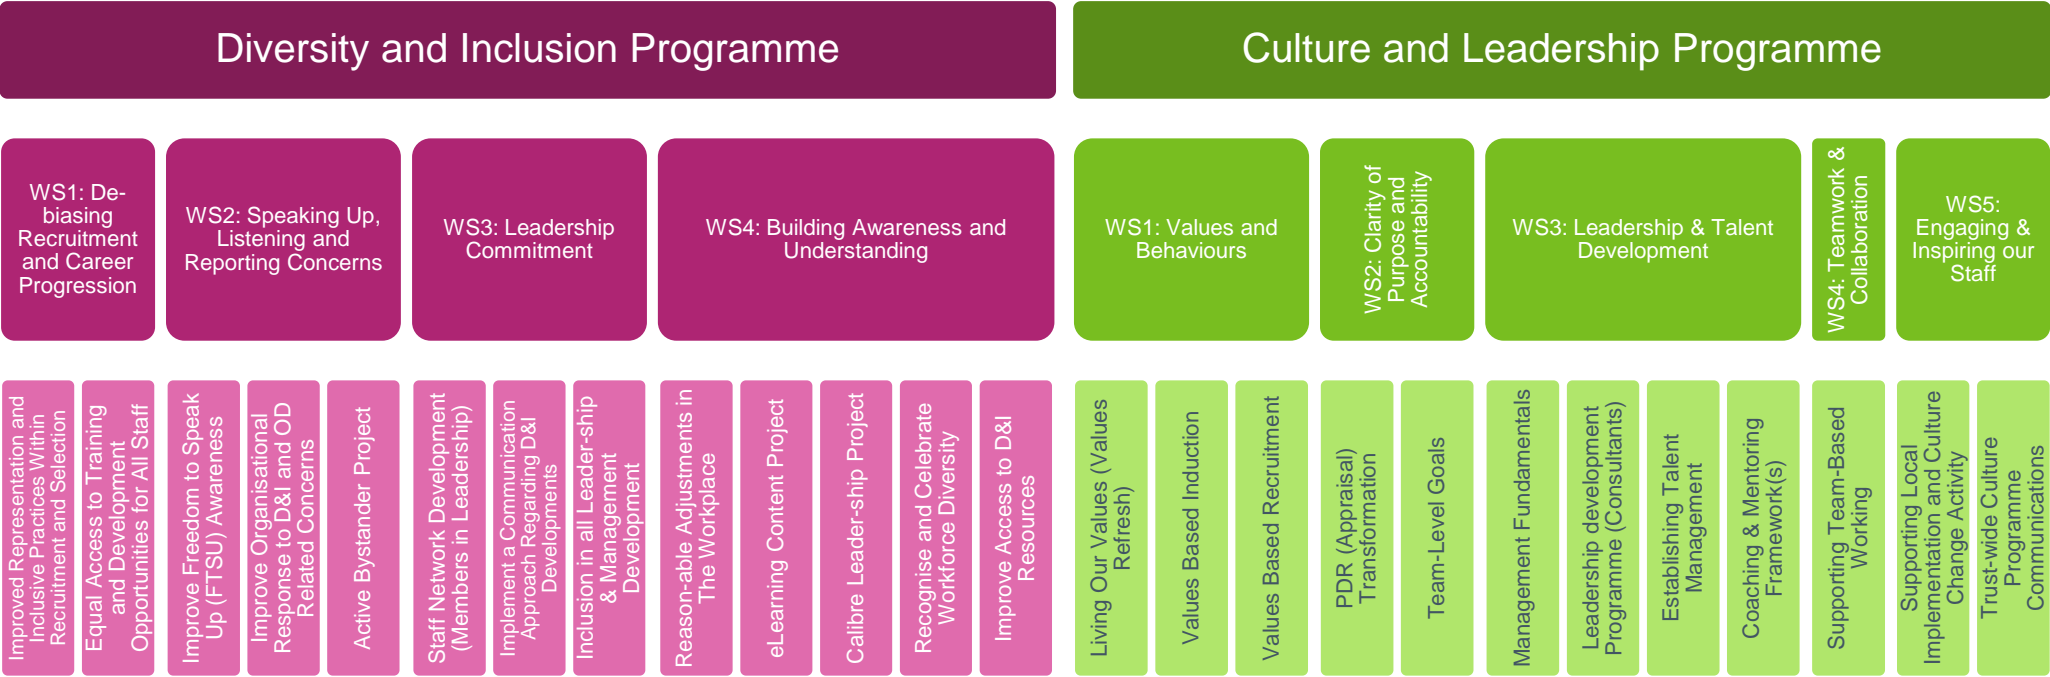 Diversity and Inclusion Programme
Culture and Leadership Programme
WS1: De-
biasing
Recruitment
and Career
Progression
WS2: Speaking Up,
Listening and
Reporting Concerns
WS3: Leadership
Commitment
WS4: Building Awareness and
Understanding
WS1: Values and
Behaviours
WS2: Clarity of
Purpose and
Accountability
WS3: Leadership & Talent
Development
WS4: Teamwork &
Collaboration
WS5:
Engaging &
Inspiring our
Staff
Improved Representation and
Inclusive Practices Within
Recruitment and Selection
Equal Access to Training
and Development
Opportunities for All Staff
Improve Freedom to Speak
Up (FTSU) Awareness
Improve Organisational
Response to D&I and OD
Related Concerns
Active Bystander Project
Staff Network Development
(Members in Leadership)
Implement a Communication
Approach Regarding D&I
Developments
Inclusion in all Leader-ship
& Management
Development
Reason-able Adjustments in
The Workplace
eLearning Content Project
Calibre Leader-ship Project
Recognise and Celebrate
Workforce Diversity
Improve Access to D&I
Resources
Living Our Values (Values
Refresh)
Values Based Induction
Values Based Recruitment
PDR (Appraisal)
Transformation
Team-Level Goals
Management Fundamentals
Leadership development
Programme (Consultants)
Establishing Talent
Management
Coaching & Mentoring
Framework(s)
Supporting Team-Based
Working
Supporting Local
Implementation and Culture
Change Activity
Trust-wide Culture
Programme
Communications